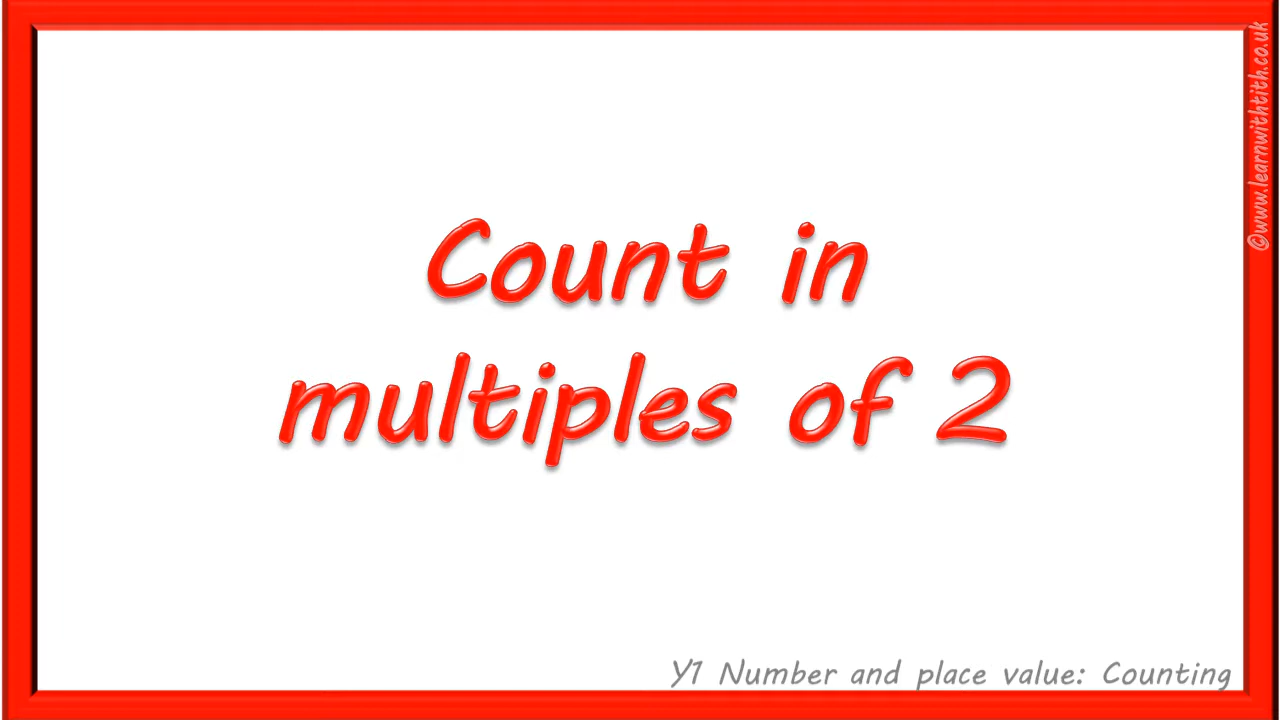 Count in
multiples of 2
Y1 Number and place value: Counting
©www.learnwithtith.co.uk